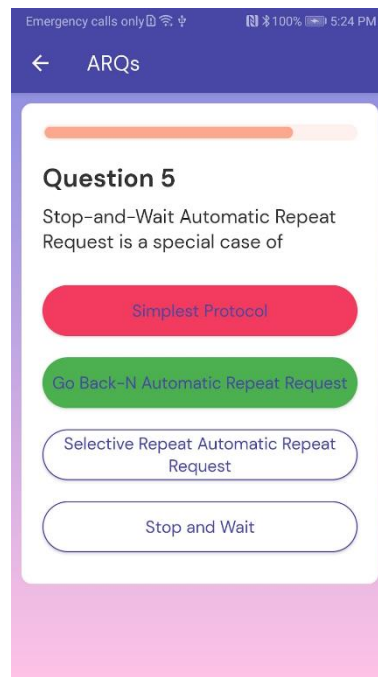 Emergency calls only 100% 5:24 PM
ARQs
Question 5
Stop-and-Wait Automatic Repeat
Request is a special case of
Simplest Protocol
Go Back-N Automatic Repeat Request
Selective Repeat Automatic Repeat
Request
Stop and Wait